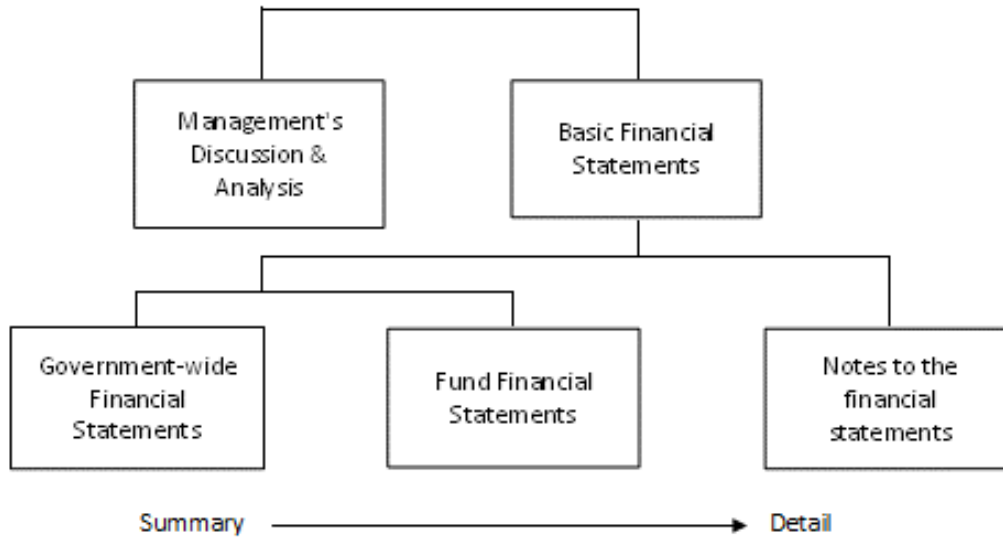 Management's
Discussion &
Analysis
Basic Financial
Statements
Government-wide
Financial
Statements
Fund Financial
Statements
Notes to the
financial
statements
Summary
Detail